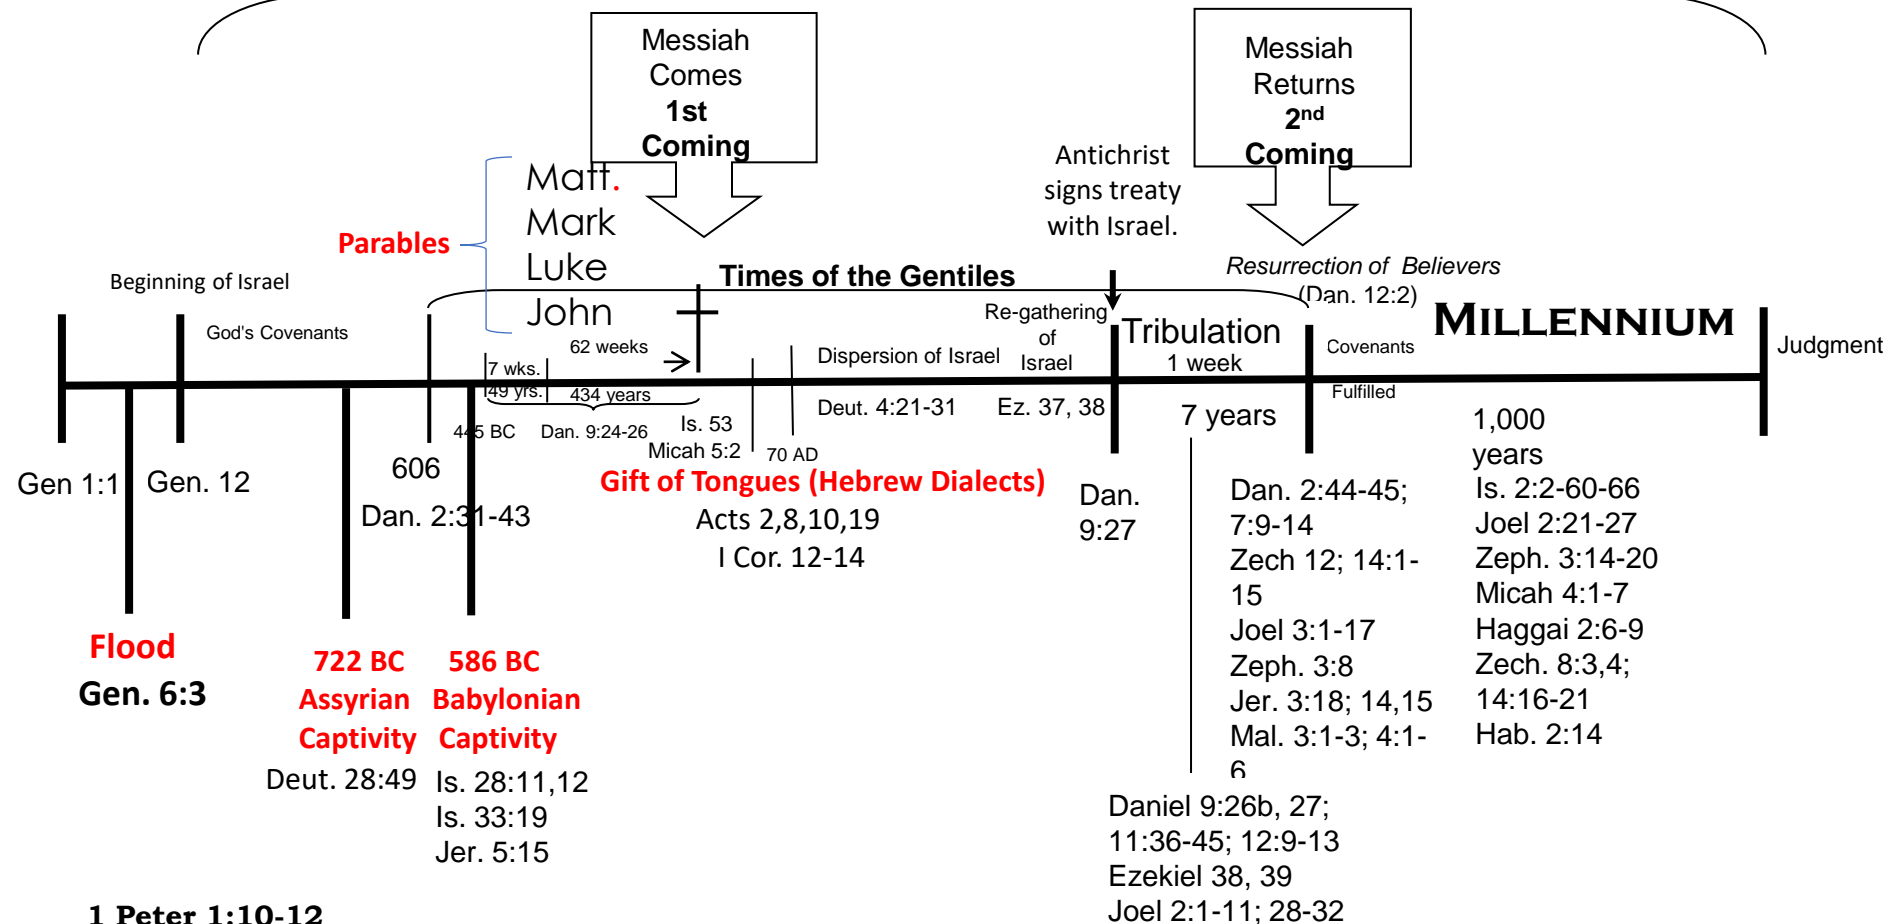 Messiah
Comes
1st
Coming
Messiah
Returns
2nd
Coming
Antichrist
signs treaty
with Israel.
Parables
Matt.
Mark
Luke
John
Times of the Gentiles
Resurrection of Believers
(Dan. 12:2)
Beginning of Israel
God's Covenants
62 weeks
7 wks.
49 yrs.
434 years
445 BC
Dan. 9:24-26
Is. 53
Micah 5:2
70 AD
Dispersion of Israel
Deut. 4:21-31
Re-gathering
of
Israel
Ez. 37, 38
Tribulation
1 week
7 years
Covenants
Fulfilled
MILLENNIUM
Judgment
1,000
years
Gen 1:1
Gen. 12
606
Dan. 2:31-43
Gift of Tongues (Hebrew Dialects)
Acts 2,8,10,19
I Cor. 12-14
Dan.
9:27
Dan. 2:44-45;
7:9-14
Zech 12; 14:1-
15
Joel 3:1-17
Zeph. 3:8
Jer. 3:18; 14,15
Mal. 3:1-3; 4:1-
6
Is. 2:2-60-66
Joel 2:21-27
Zeph. 3:14-20
Micah 4:1-7
Haggai 2:6-9
Zech. 8:3,4;
14:16-21
Hab. 2:14
Flood
Gen. 6:3
722 BC
Assyrian
Captivity
Deut. 28:49
586 BC
Babylonian
Captivity
Is. 28:11,12
Is. 33:19
Jer. 5:15
Daniel 9:26b, 27;
11:36-45; 12:9-13
Ezekiel 38, 39
Joel 2:1-11; 28-32
1 Peter 1:10-12